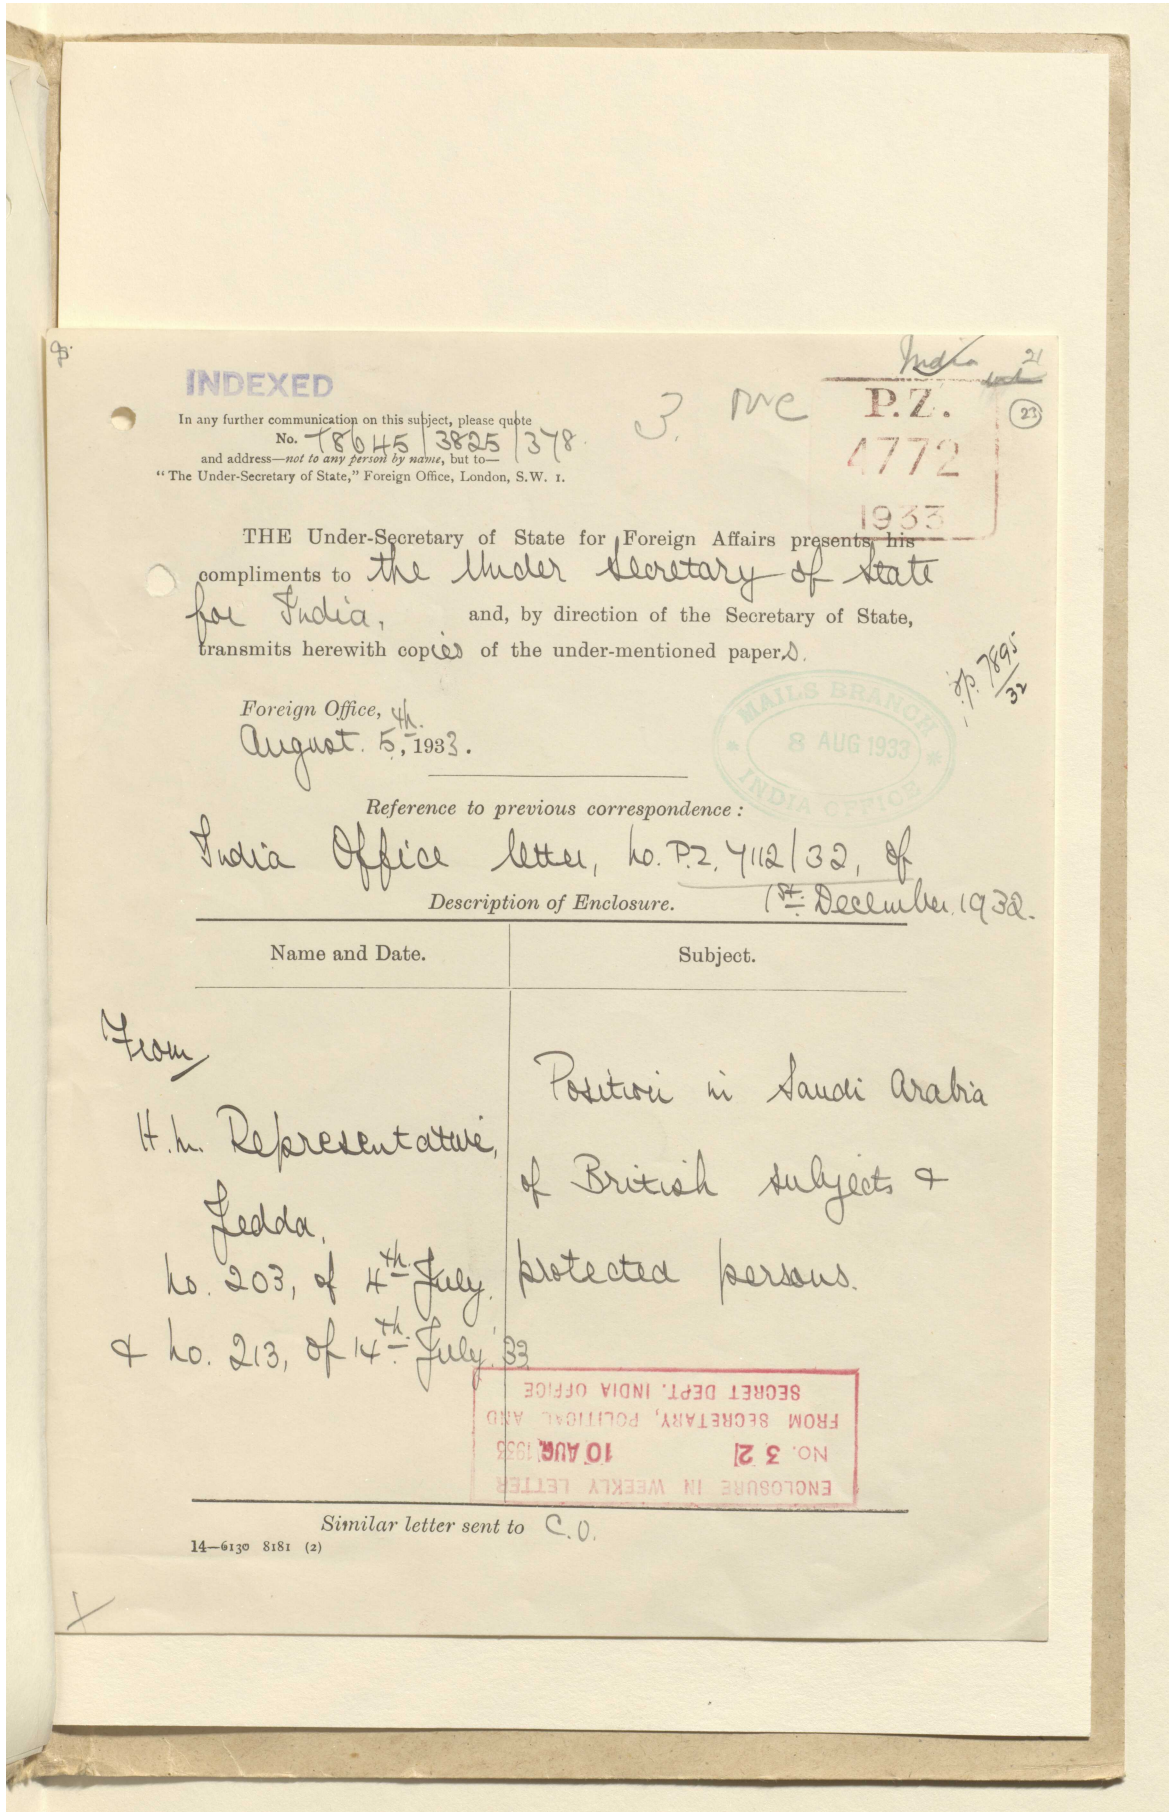 India 21
INDEXED
P.Z.
23
In any further communication on this subject, please quote
3.
4772
No. T8645/3825/378.
and address—not to any person by name, but to—
"The Under-Secretary of State," Foreign Office, London, S.W. 1.
1933
THE Under-Secretary of State for Foreign Affairs presents his
compliments to the Under Secretary of State
for India, and, by direction of the Secretary of State,
transmits herewith copies of the under-mentioned papers.
7895
32
Foreign Office,
August. 5th., 1933.
MAILS BRANCH
8 AUG 1933
INDIA OFFICE
Reference to previous correspondence:
India Office letter, no. P.Z. 7112/32, of
1st. December, 1932.
Description of Enclosure.
Name and Date.
Subject.
From
H.M. Representative,
Jedda.
no. 203, of 4th. July.
& no. 213, of 14th. July. '33
Position in Saudi Arabia
of British subjects &
protected persons.
ENCLOSURE IN WEEKLY LETTER
NO. 32 10 AUG. 1933
FROM SECRETARY, POLITICAL AND
SECRET DEPT. INDIA OFFICE
Similar letter sent to C.O.
14—6130 8181 (2)